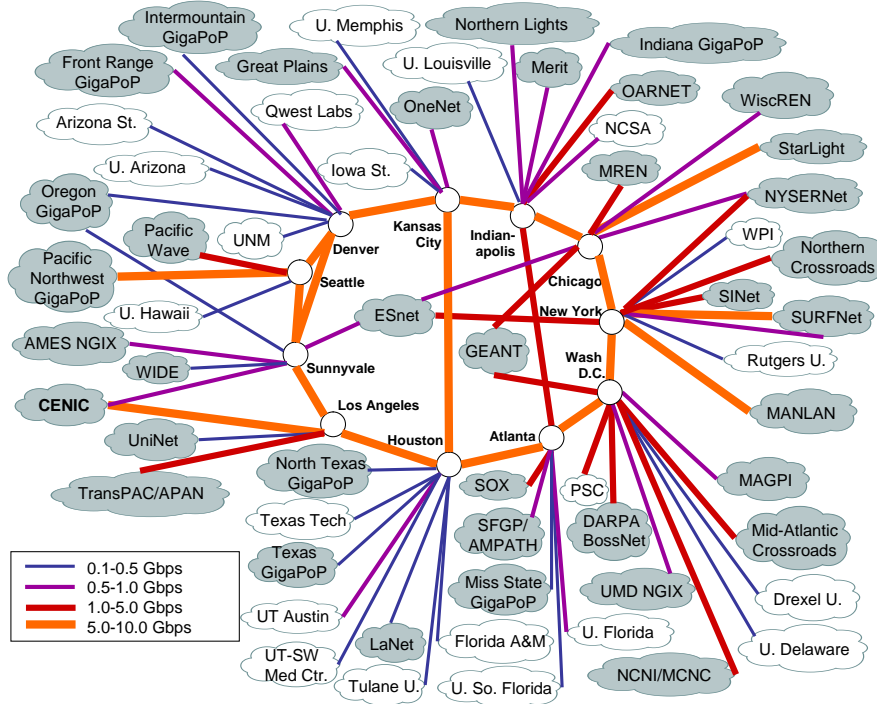 Intermountain
GigaPoP
U. Memphis
Northern Lights
Front Range
GigaPoP
Great Plains
U. Louisville
Merit
Indiana GigaPoP
Qwest Labs
OneNet
OARNET
WiscREN
Arizona St.
NCSA
StarLight
U. Arizona
Iowa St.
MREN
Oregon
GigaPoP
NYSERNet
Pacific
Wave
UNM
Denver
Kansas
City
Indian-
apolis
WPI
Pacific
Northwest
GigaPoP
Seattle
Chicago
Northern
Crossroads
U. Hawaii
ESnet
New York
SINet
SURFNet
AMES NGIX
GEANT
Wash
D.C.
Rutgers U.
WIDE
Sunnyvale
CENIC
Los Angeles
MANLAN
UniNet
Houston
Atlanta
North Texas
GigaPoP
SOX
PSC
MAGPI
TransPAC/APAN
Texas Tech
SFGP/
AMPATH
DARPA
BossNet
Mid-Atlantic
Crossroads
Texas
GigaPoP
Miss State
GigaPoP
UMD NGIX
Drexel U.
0.1-0.5 Gbps
0.5-1.0 Gbps
1.0-5.0 Gbps
5.0-10.0 Gbps
UT Austin
LaNet
Florida A&M
U. Florida
U. Delaware
UT-SW
Med Ctr.
Tulane U.
U. So. Florida
NCNI/MCNC